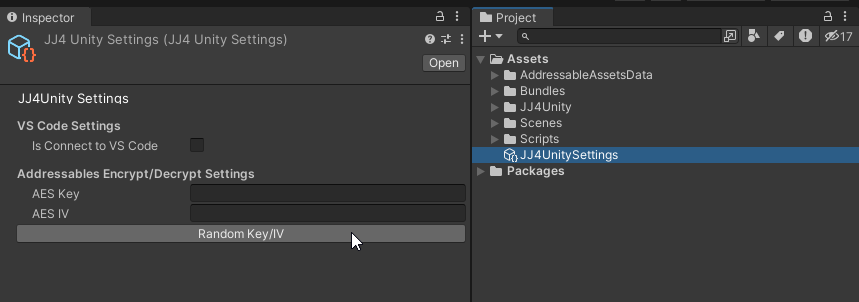 Inspector
JJ4 Unity Settings (JJ4 Unity Settings)
Open
JJ4Unity Settings
VS Code Settings
Is Connect to VS Code
Addressables Encrypt/Decrypt Settings
AES Key
AES IV
Random Key/IV
Project
17
Assets
AddressableAssetsData
Bundles
JJ4Unity
Scenes
Scripts
JJ4UnitySettings
Packages